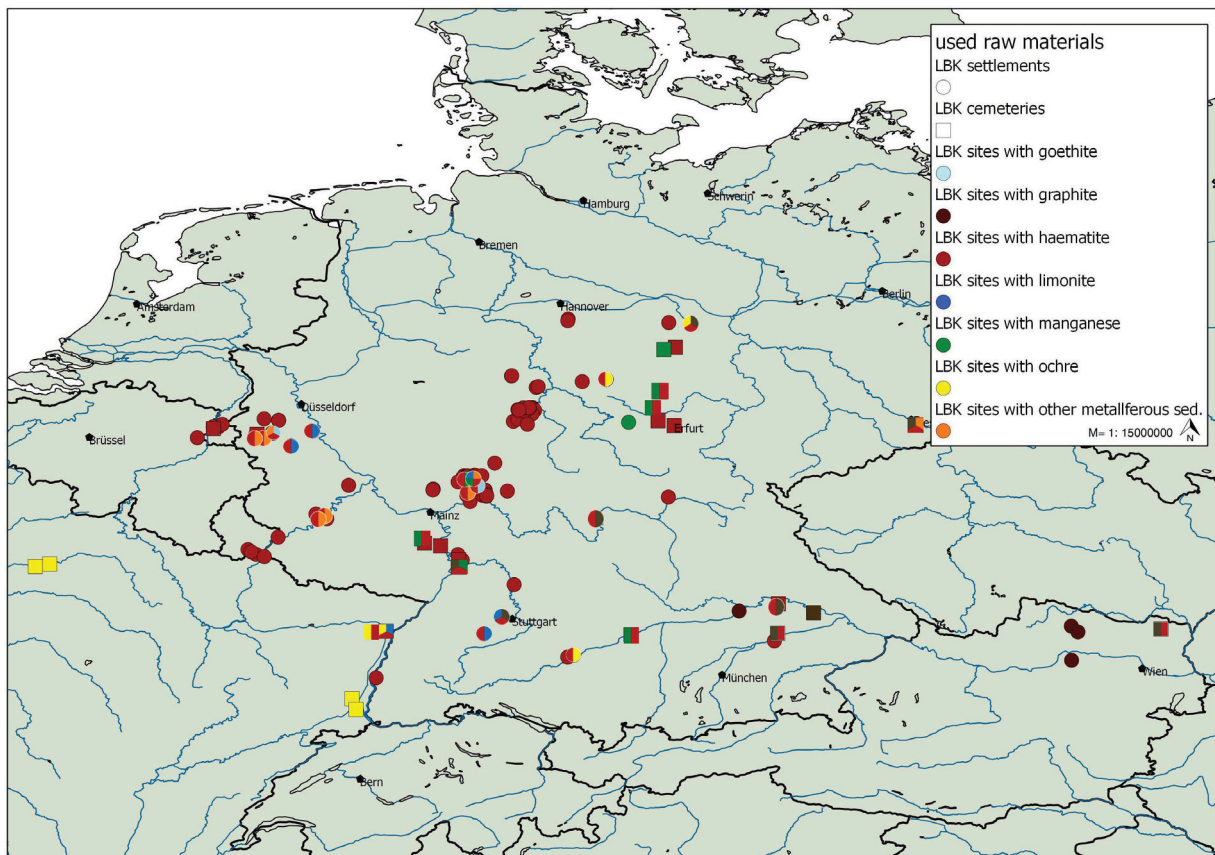 used raw materials
LBK settlements
LBK cemeteries
LBK sites with goethite
LBK sites with graphite
LBK sites with haematite
LBK sites with limonite
LBK sites with manganese
LBK sites with ochre
LBK sites with other metallferous sed.
M= 1: 15000000
N
Hamburg
Schwerin
Bremen
Berlin
Amsterdam
Hannover
Düsseldorf
Brüssel
Erfurt
Mainz
Stuttgart
München
Wien
Bern